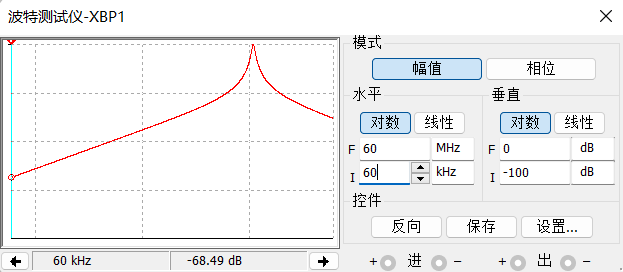 波特测试仪-XBP1
模式
幅值 相位
水平 垂直
对数 线性 对数 线性
F 60 MHz F 0 dB
I 60 kHz I -100 dB
控件
反向 保存 设置...
60 kHz -68.49 dB
+ 进 − + 出 −